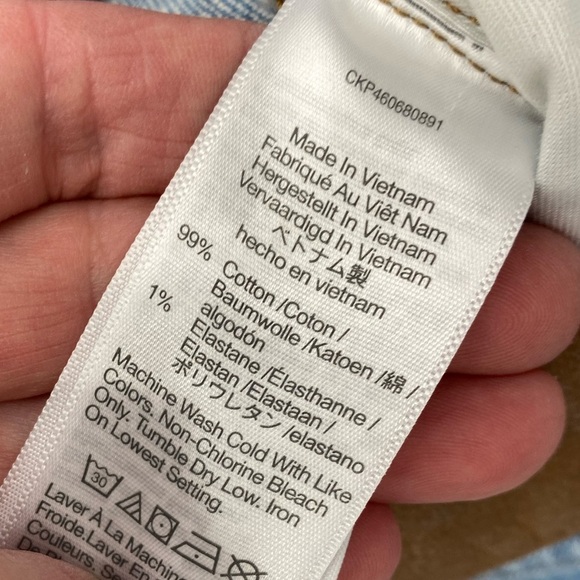 CKP460680891
Made In Vietnam
Fabriqué Au Viêt Nam
Hergestellt In Vietnam
Vervaardigd In Vietnam
ベトナム製
hecho en vietnam
99% Cotton /Coton /
Baumwolle /Katoen /綿 /
algodón
1% Elastane /Élasthanne /
Elastan /Elastaan /
ポリウレタン /elastano
Machine Wash Cold With Like
Colors. Non-Chlorine Bleach
Only. Tumble Dry Low. Iron
On Lowest Setting.
30
Laver À La Machine
Froide.Laver En
Couleurs,